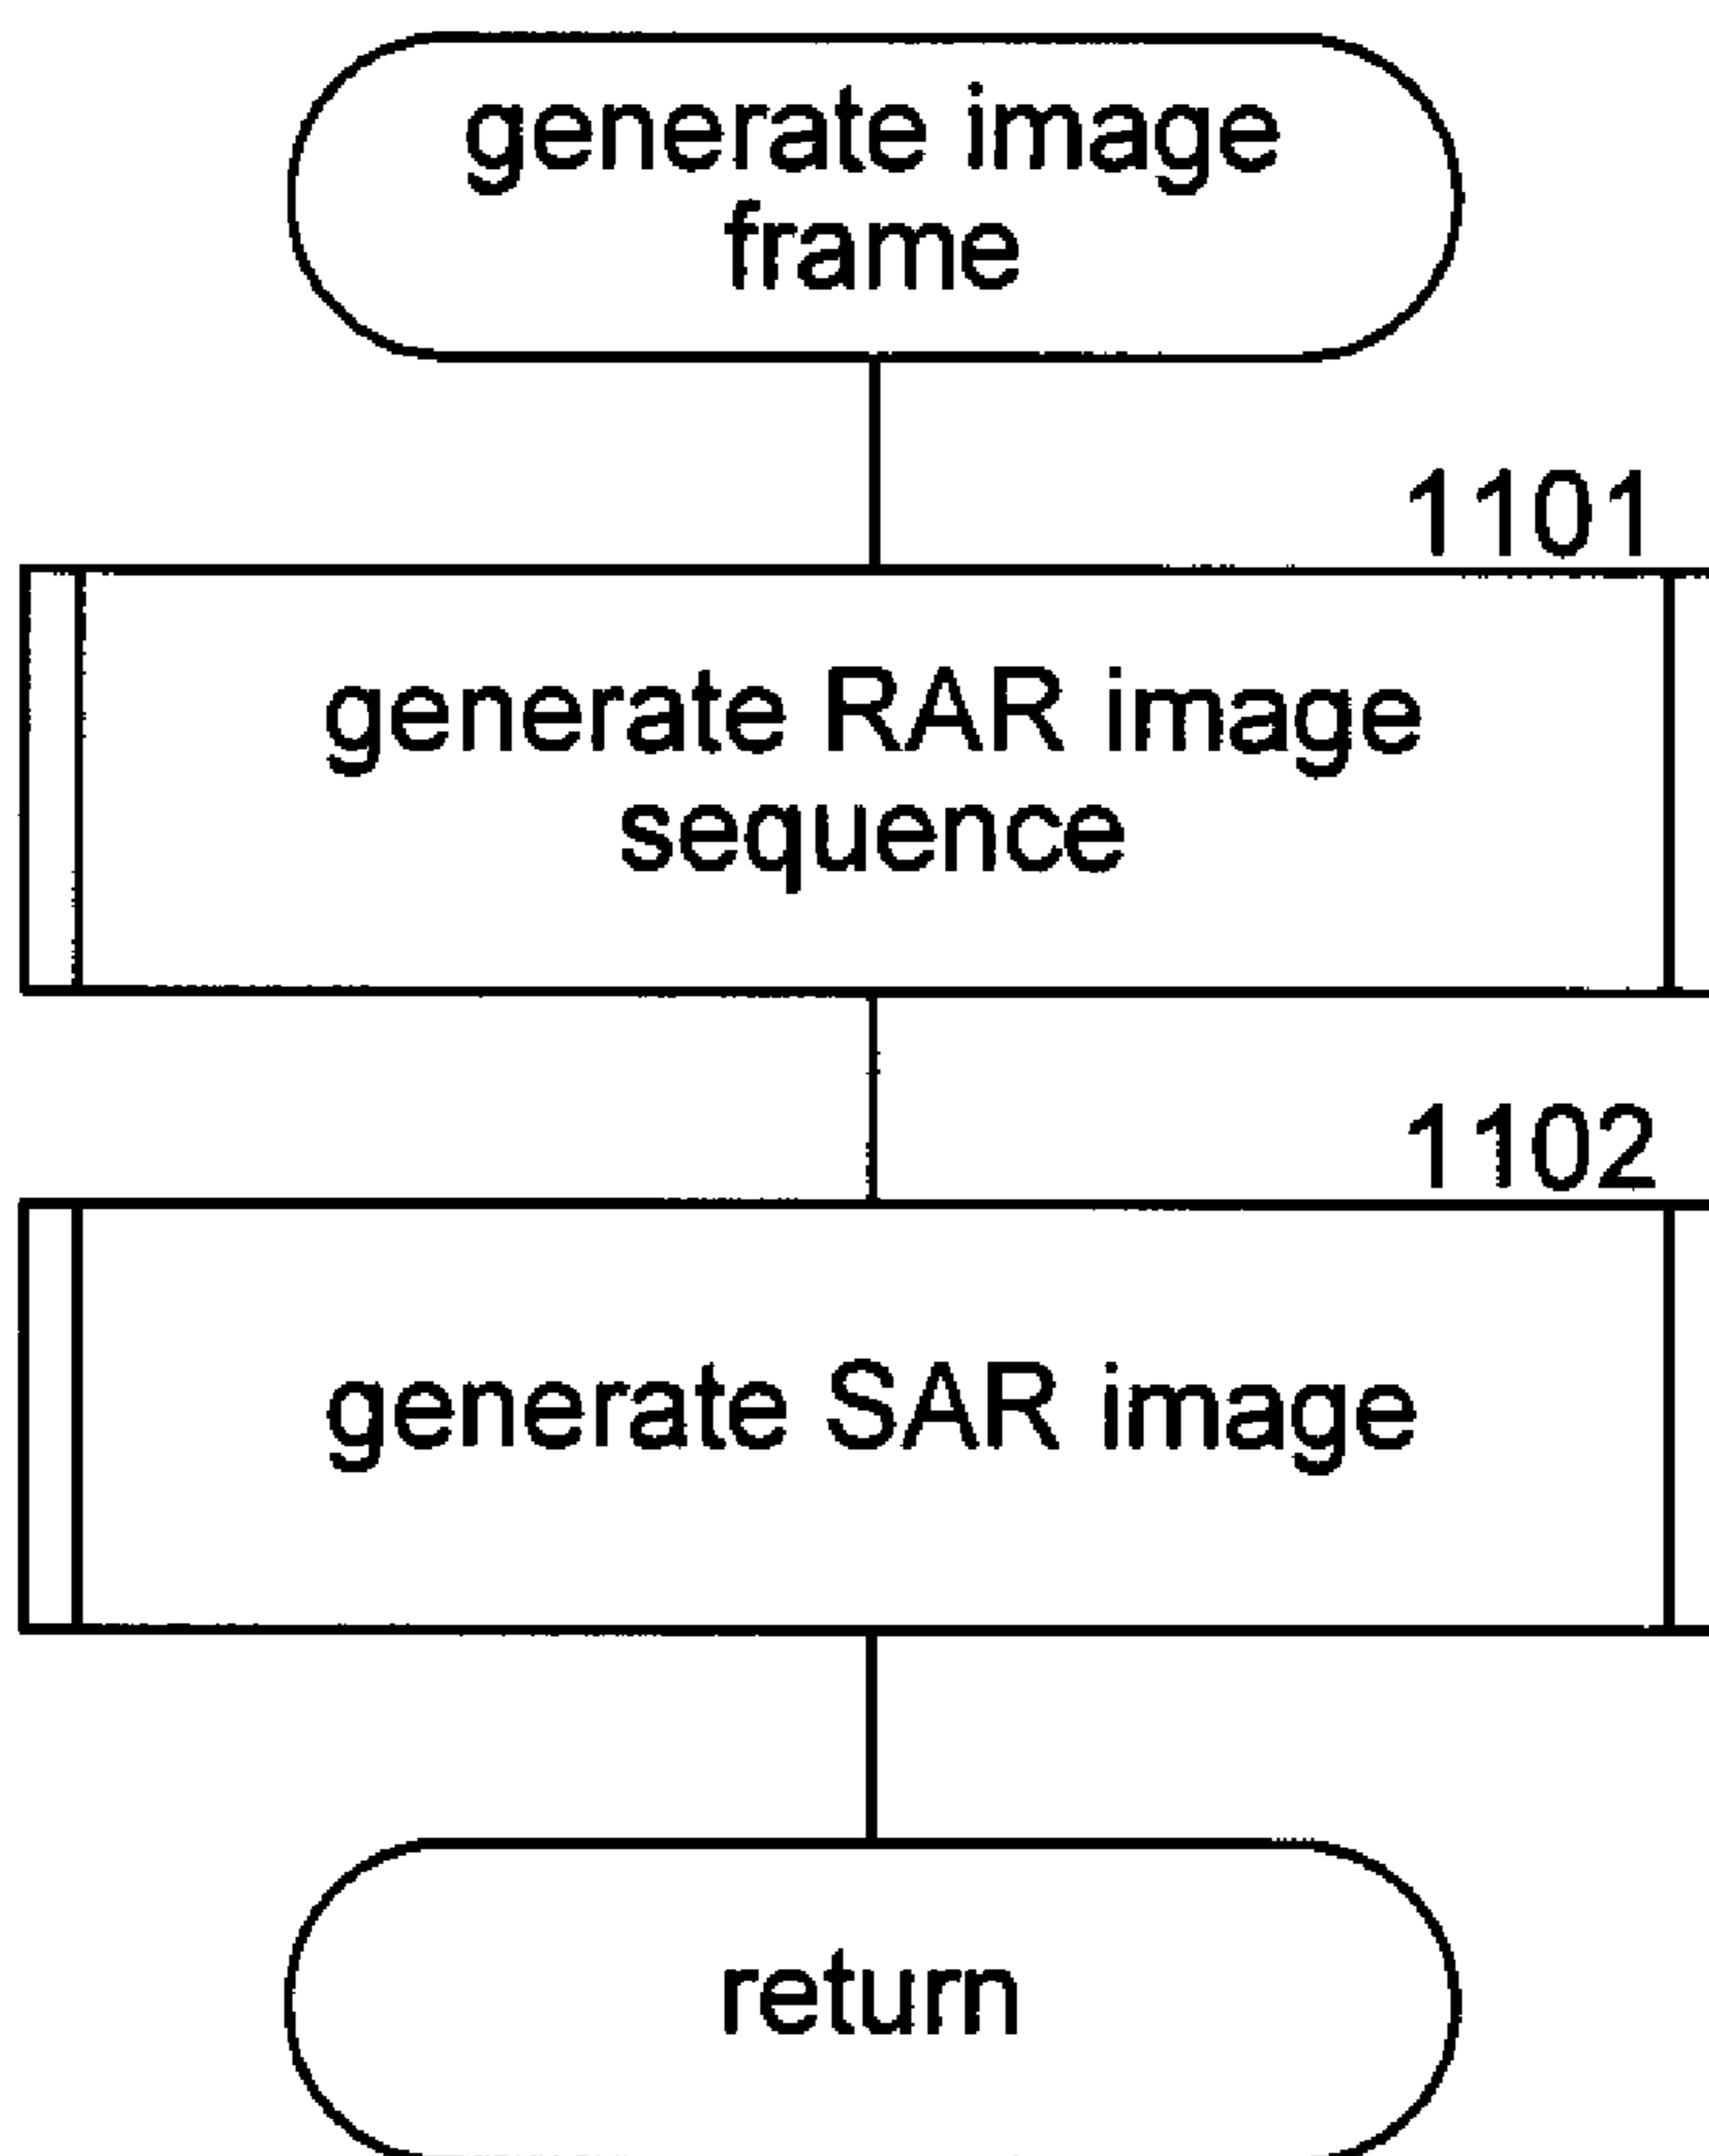 generate image
frame
1101
generate RAR image
sequence
1102
generate SAR image
return